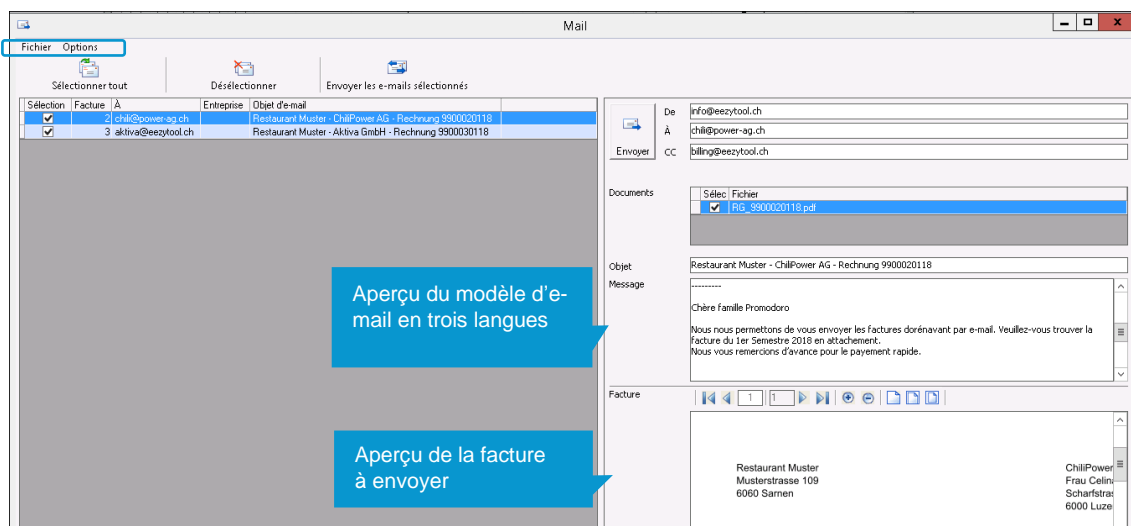 Mail
Fichier Options
Sélectionner tout Désélectionner Envoyer les e-mails sélectionnés
Sélection Facture À Entreprise Objet d'e-mail
2 chili@power-ag.ch Restaurant Muster - ChiliPower AG - Rechnung 9900020118
3 aktiva@eezytool.ch Restaurant Muster - Aktiva GmbH - Rechnung 9900030118
De info@eezytool.ch
À chili@power-ag.ch
Envoyer CC billing@eezytool.ch
Documents Sélec Fichier
RG_9900020118.pdf
Objet Restaurant Muster - ChiliPower AG - Rechnung 9900020118
Message ---------
Chère famille Promodoro
Nous nous permettons de vous envoyer les factures dorénavant par e-mail. Veuillez-vous trouver la
facture du 1er Semestre 2018 en attachement.
Nous vous remercions d'avance pour le payement rapide.
Aperçu du modèle d'e-
mail en trois langues
Facture 1 1
Aperçu de la facture
à envoyer
Restaurant Muster
Musterstrasse 109
6060 Sarnen
ChiliPower
Frau Celin
Scharfstra
6000 Luze